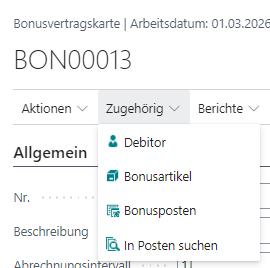 Bonusvertragskarte | Arbeitsdatum: 01.03.2026
BON00013
Aktionen Zugehörig Berichte
Debitor
Allgemein
Bonusartikel
Nr.
Bonusposten
Beschreibung
In Posten suchen
Abrechnungsintervall